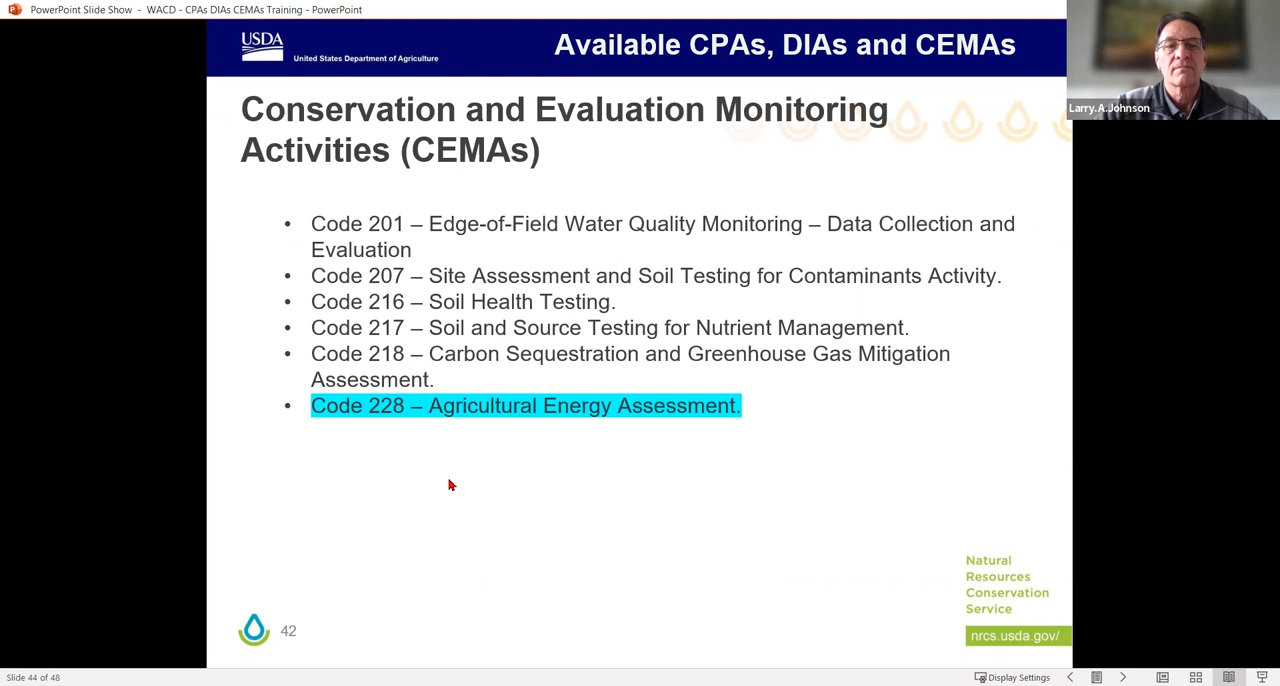 PowerPoint Slide Show - WACD - CPAs DIAs CEMAs Training - PowerPoint
USDA
United States Department of Agriculture
Available CPAs, DIAs and CEMAs
Larry.A.Johnson
Conservation and Evaluation Monitoring
Activities (CEMAs)
• Code 201 – Edge-of-Field Water Quality Monitoring – Data Collection and
Evaluation
• Code 207 – Site Assessment and Soil Testing for Contaminants Activity.
• Code 216 – Soil Health Testing.
• Code 217 – Soil and Source Testing for Nutrient Management.
• Code 218 – Carbon Sequestration and Greenhouse Gas Mitigation
Assessment.
• Code 228 – Agricultural Energy Assessment.
Natural
Resources
Conservation
Service
nrcs.usda.gov/
42
Slide 44 of 48
Display Settings